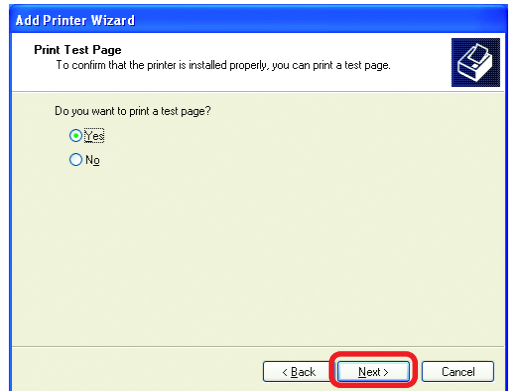 Add Printer Wizard
Print Test Page
To confirm that the printer is installed properly, you can print a test page.
Do you want to print a test page?
Yes
No
< Back
Next >
Cancel